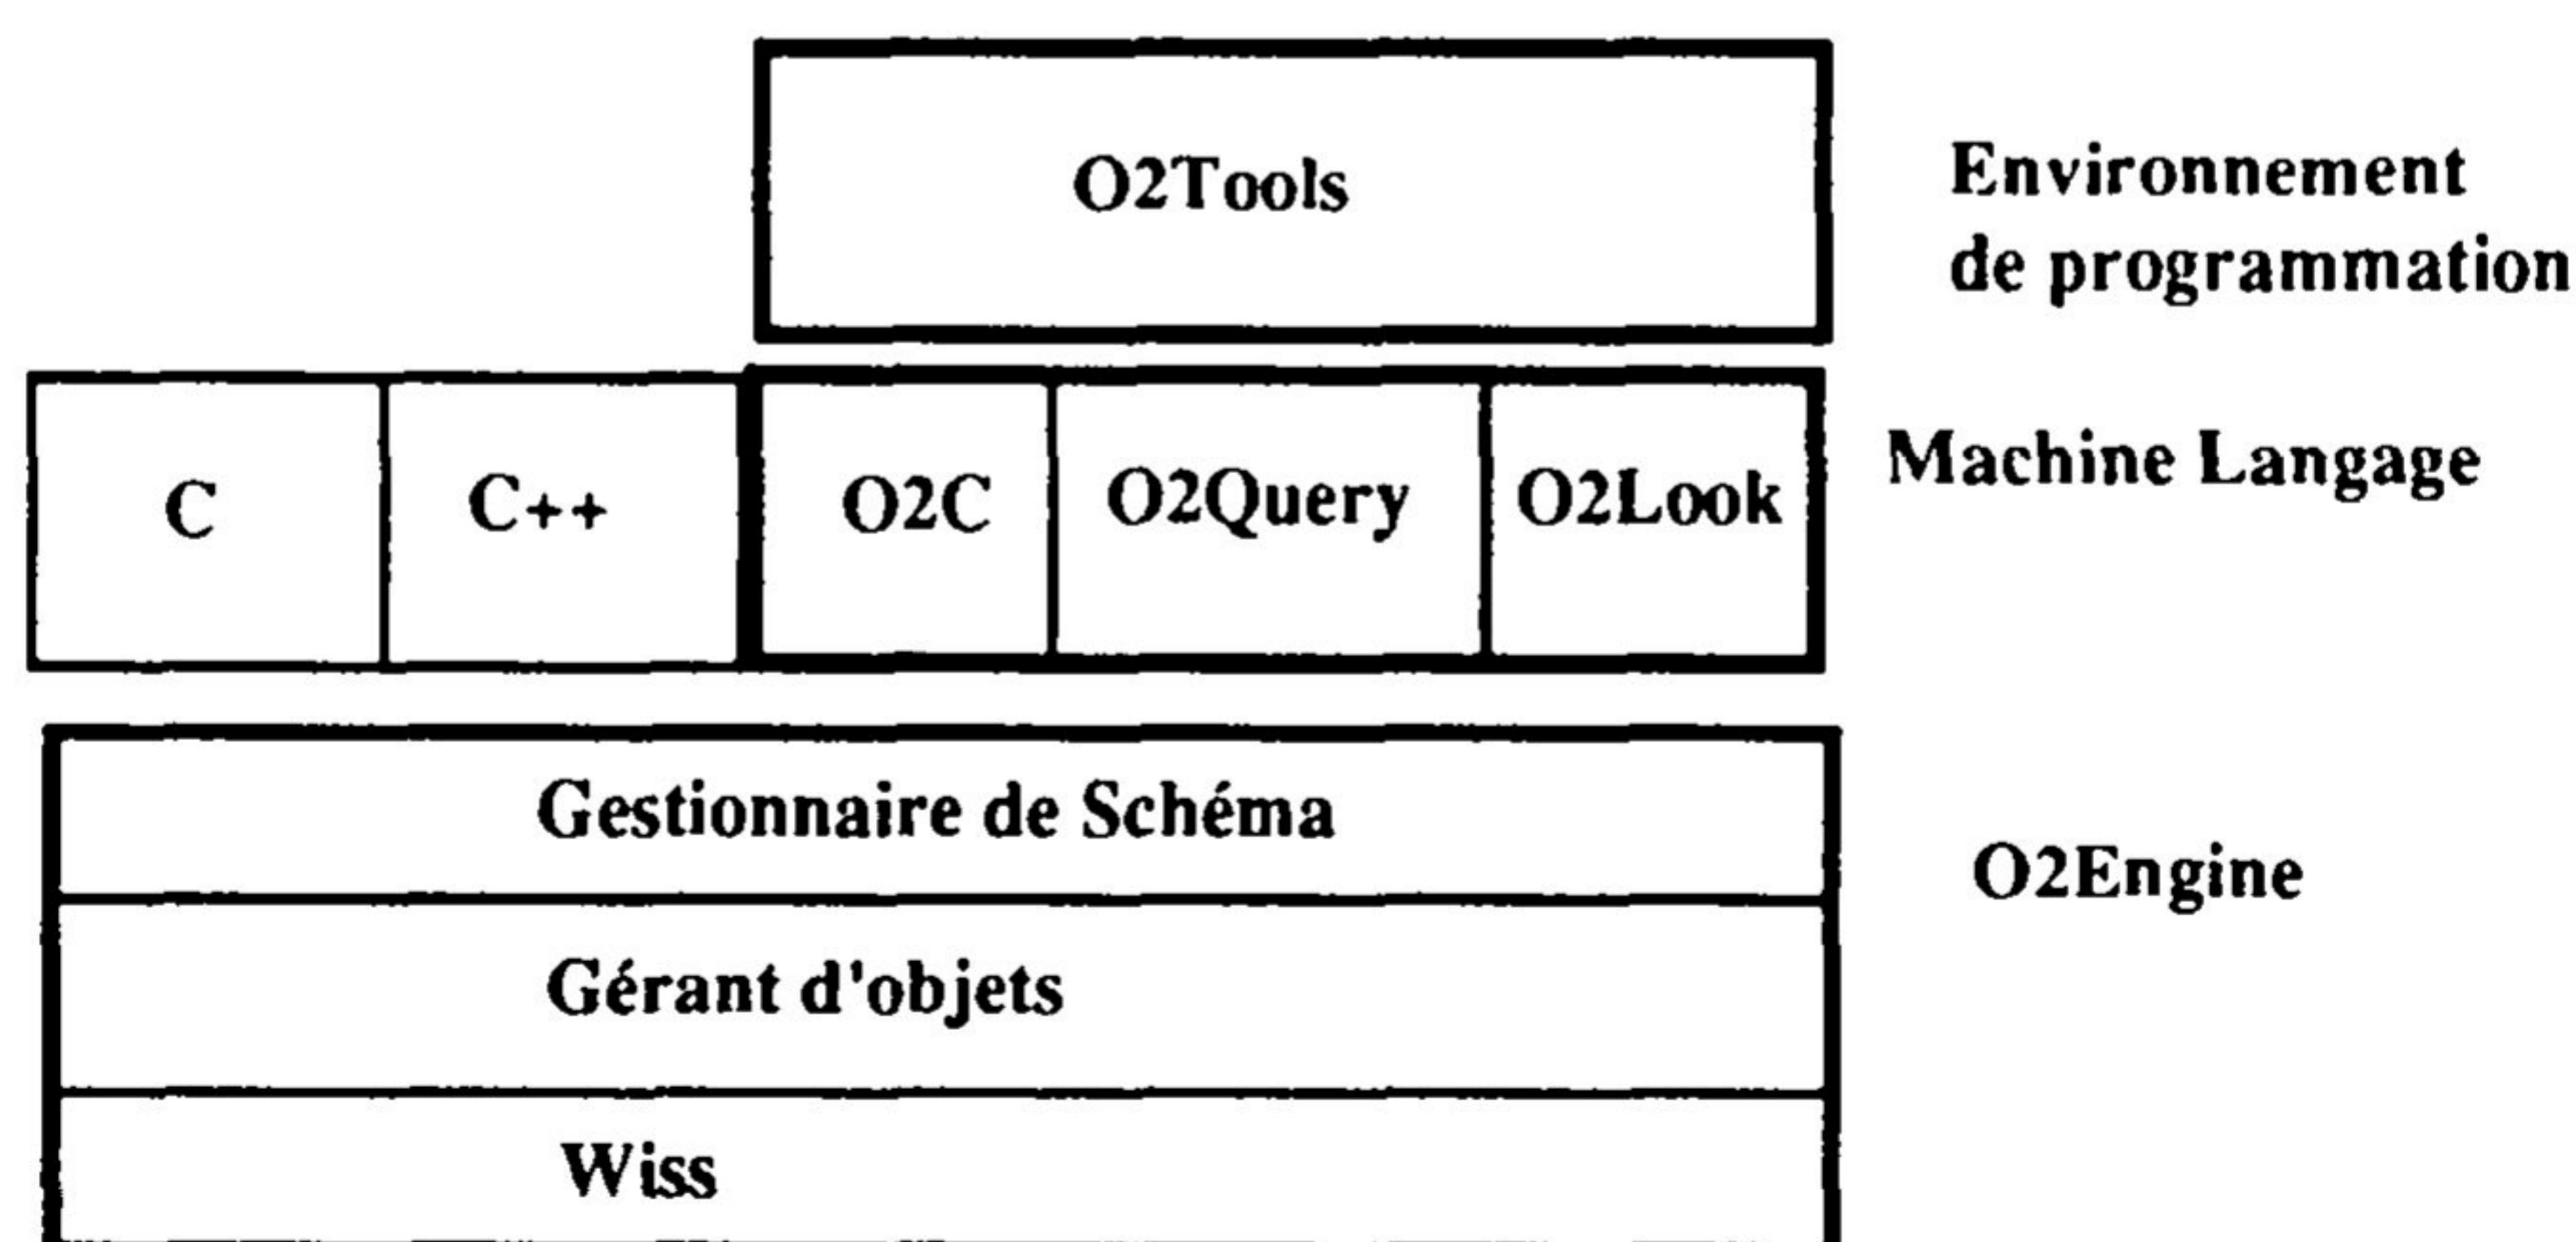 O2Tools
Environnement
de programmation
C
C++
O2C
O2Query
O2Look
Machine Langage
Gestionnaire de Schéma
O2Engine
Gérant d'objets
Wiss